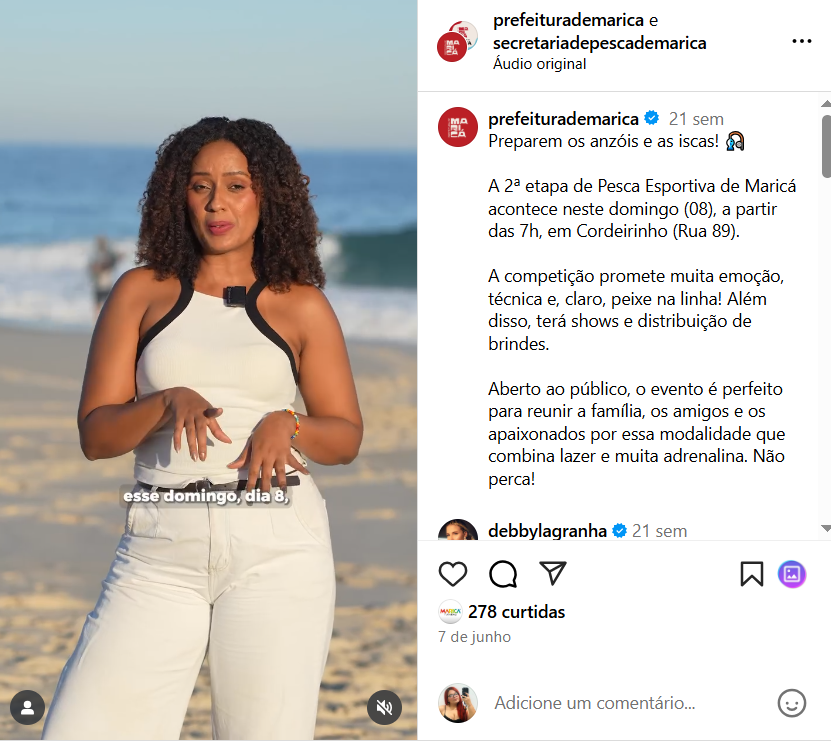 esse domingo, dia 8,
prefeiturademarica e
secretariadepescademarica
Áudio original
prefeiturademarica 21 sem
Preparem os anzóis e as iscas!
A 2ª etapa de Pesca Esportiva de Maricá
acontece neste domingo (08), a partir
das 7h, em Cordeirinho (Rua 89).
A competição promete muita emoção,
técnica e, claro, peixe na linha! Além
disso, terá shows e distribuição de
brindes.
Aberto ao público, o evento é perfeito
para reunir a família, os amigos e os
apaixonados por essa modalidade que
combina lazer e muita adrenalina. Não
perca!
debbylagranha 21 sem
278 curtidas
7 de junho
Adicione um comentário...